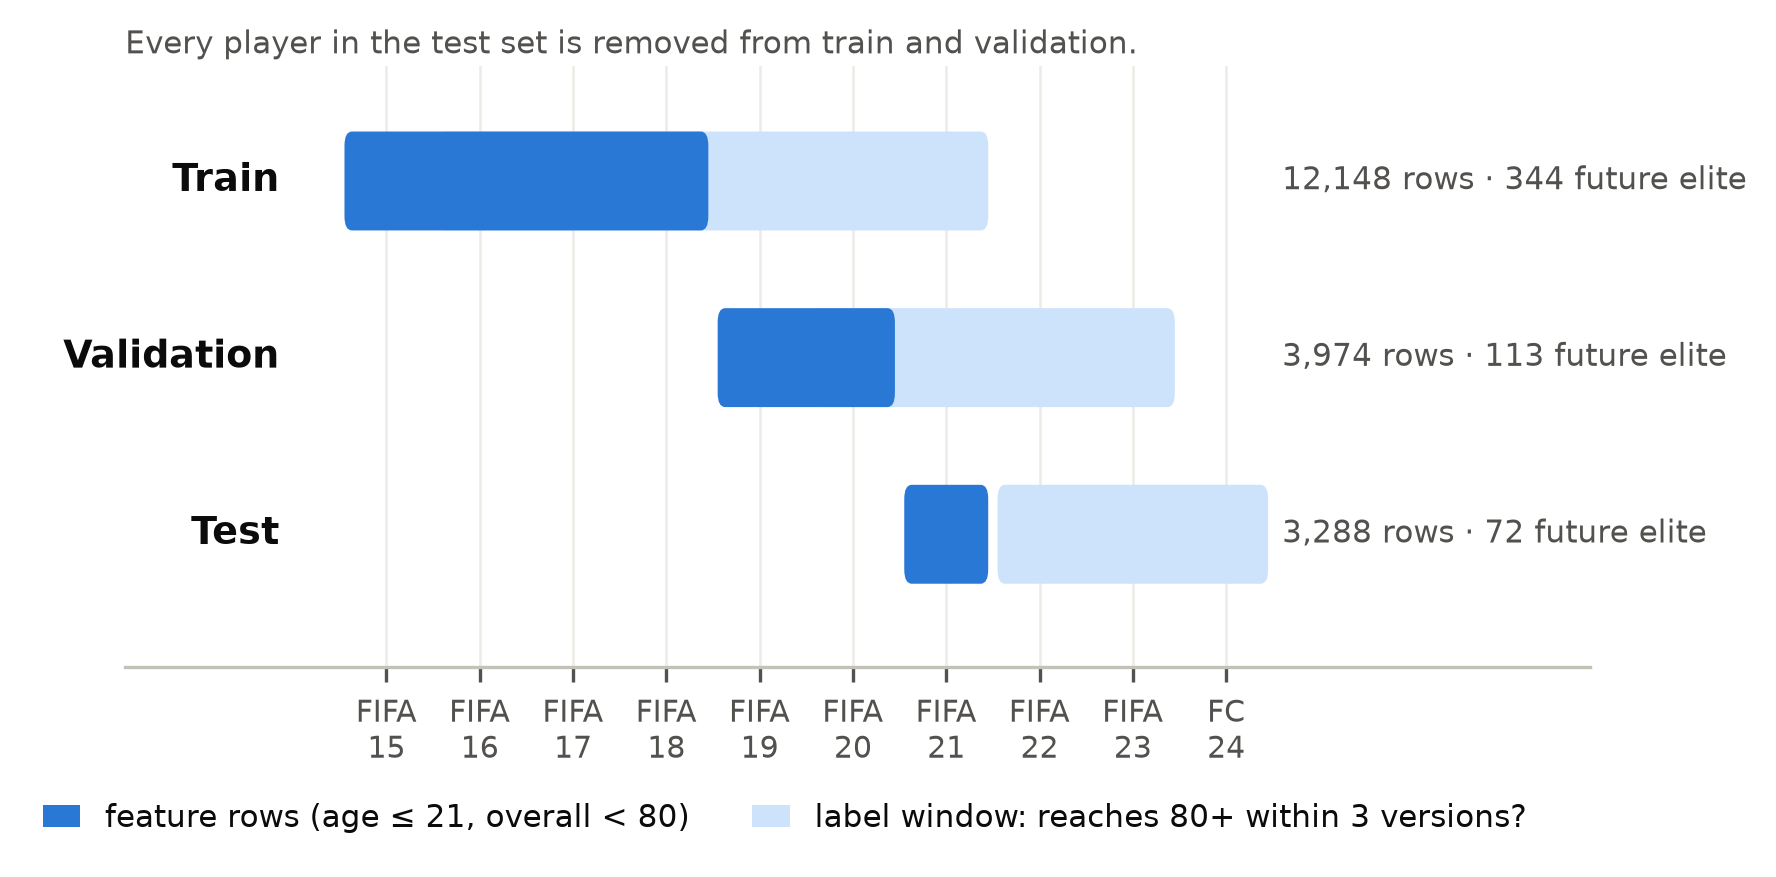 Every player in the test set is removed from train and validation.
Train
12,148 rows · 344 future elite
Validation
3,974 rows · 113 future elite
Test
3,288 rows · 72 future elite
FIFA FIFA FIFA FIFA FIFA FIFA FIFA FIFA FIFA FC
15 16 17 18 19 20 21 22 23 24
feature rows (age ≤ 21, overall < 80)
label window: reaches 80+ within 3 versions?